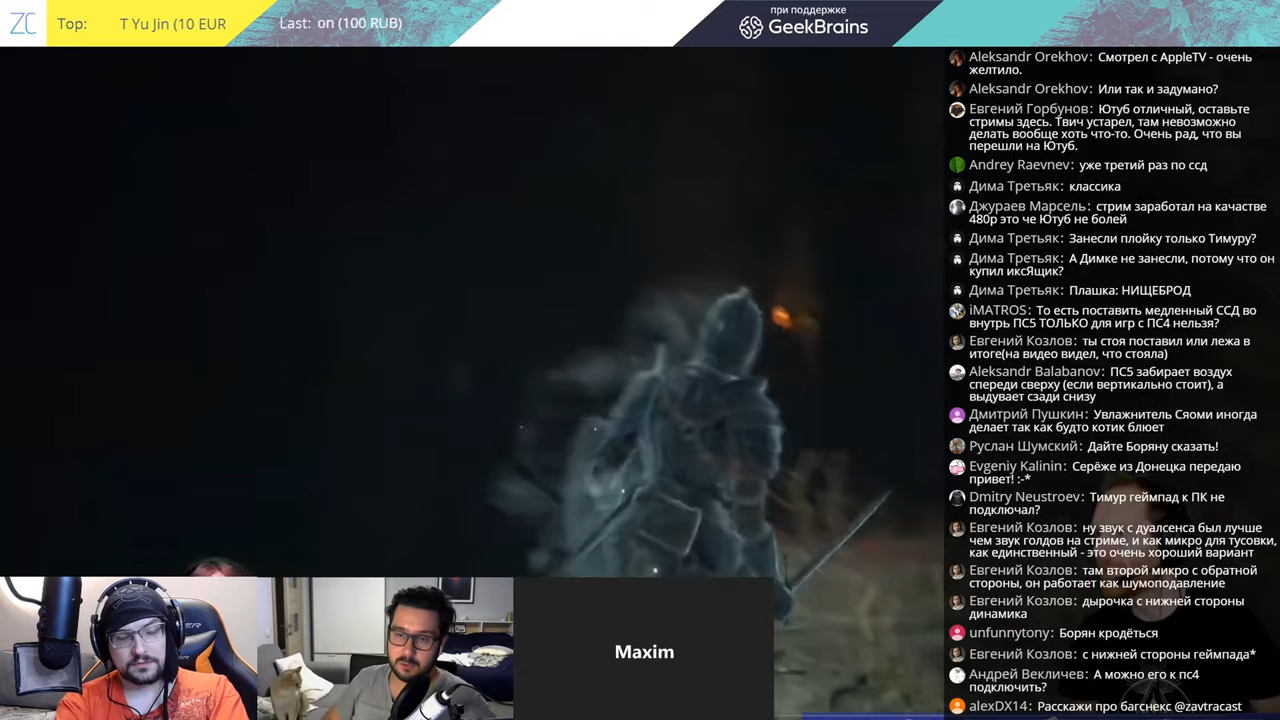 ZC
Top: T Yu Jin (10 EUR
Last: on (100 RUB)
при поддержке
GeekBrains
Aleksandr Orekhov: Смотрел с AppleTV - очень
желтило.
Aleksandr Orekhov: Или так и задумано?
Евгений Горбунов: Ютуб отличный, оставьте
стримы здесь. Твич устарел, там невозможно
делать вообще хоть что-то. Очень рад, что вы
перешли на Ютуб.
Andrey Raevnev: уже третий раз по ссд
Дима Третьяк: классика
Джураев Марсель: стрим заработал на качастве
480р это че Ютуб не болей
Дима Третьяк: Занесли плойку только Тимуру?
Дима Третьяк: А Димке не занесли, потому что он
купил иксЯщик?
Дима Третьяк: Плашка: НИЩЕБРОД
iMATROS: То есть поставить медленный ССД во
внутрь ПС5 ТОЛЬКО для игр с ПС4 нельзя?
Евгений Козлов: ты стоя поставил или лежа в
итоге(на видео видел, что стояла)
Aleksandr Balabanov: ПС5 забирает воздух
спереди сверху (если вертикально стоит), а
выдувает сзади снизу
Дмитрий Пушкин: Увлажнитель Сяоми иногда
делает так как будто котик блюет
Руслан Шумский: Дайте Боряну сказать!
Evgeniy Kalinin: Серёже из Донецка передаю
привет! :-*
Dmitry Neustroev: Тимур геймпад к ПК не
подключал?
Евгений Козлов: ну звук с дуалсенса был лучше
чем звук голдов на стриме, и как микро для тусовки,
как единственный - это очень хороший вариант
Евгений Козлов: там второй микро с обратной
стороны, он работает как шумоподавление
Евгений Козлов: дырочка с нижней стороны
динамика
unfunnytony: Борян кродёться
Евгений Козлов: с нижней стороны геймпада*
Андрей Векличев: А можно его к пс4
подключить?
alexDX14: Расскажи про багснекс @zavtracast
Maxim